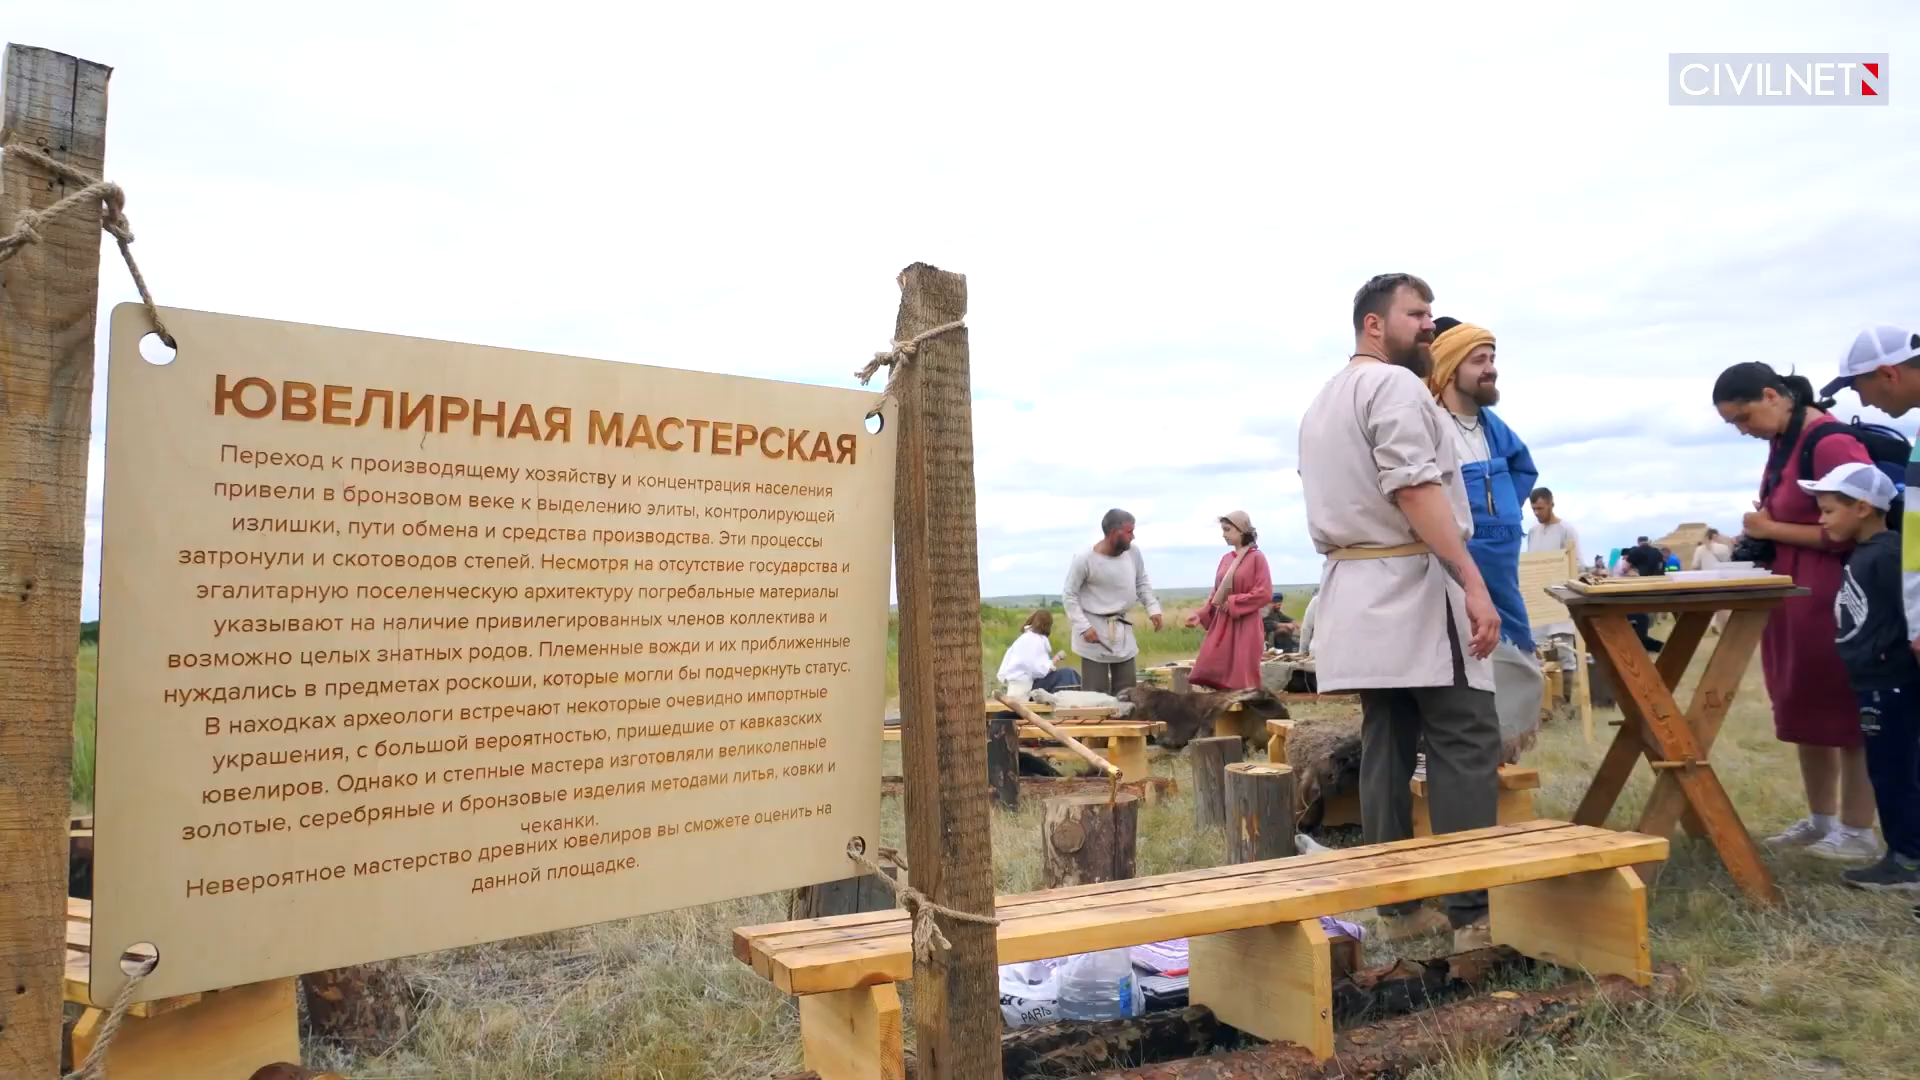 CIVILNET
ЮВЕЛИРНАЯ МАСТЕРСКАЯ
Переход к производящему хозяйству и концентрация населения
привели в бронзовом веке к выделению элиты, контролирующей
излишки, пути обмена и средства производства. Эти процессы
затронули и скотоводов степей. Несмотря на отсутствие государства и
эгалитарную поселенческую архитектуру погребальные материалы
указывают на наличие привилегированных членов коллектива и
возможно целых знатных родов. Племенные вожди и их приближенные
нуждались в предметах роскоши, которые могли бы подчеркнуть статус.
В находках археологи встречают некоторые очевидно импортные
украшения, с большой вероятностью, пришедшие от кавказских
ювелиров. Однако и степные мастера изготовляли великолепные
золотые, серебряные и бронзовые изделия методами литья, ковки и
чеканки.
Невероятное мастерство древних ювелиров вы сможете оценить на
данной площадке.
PARIS